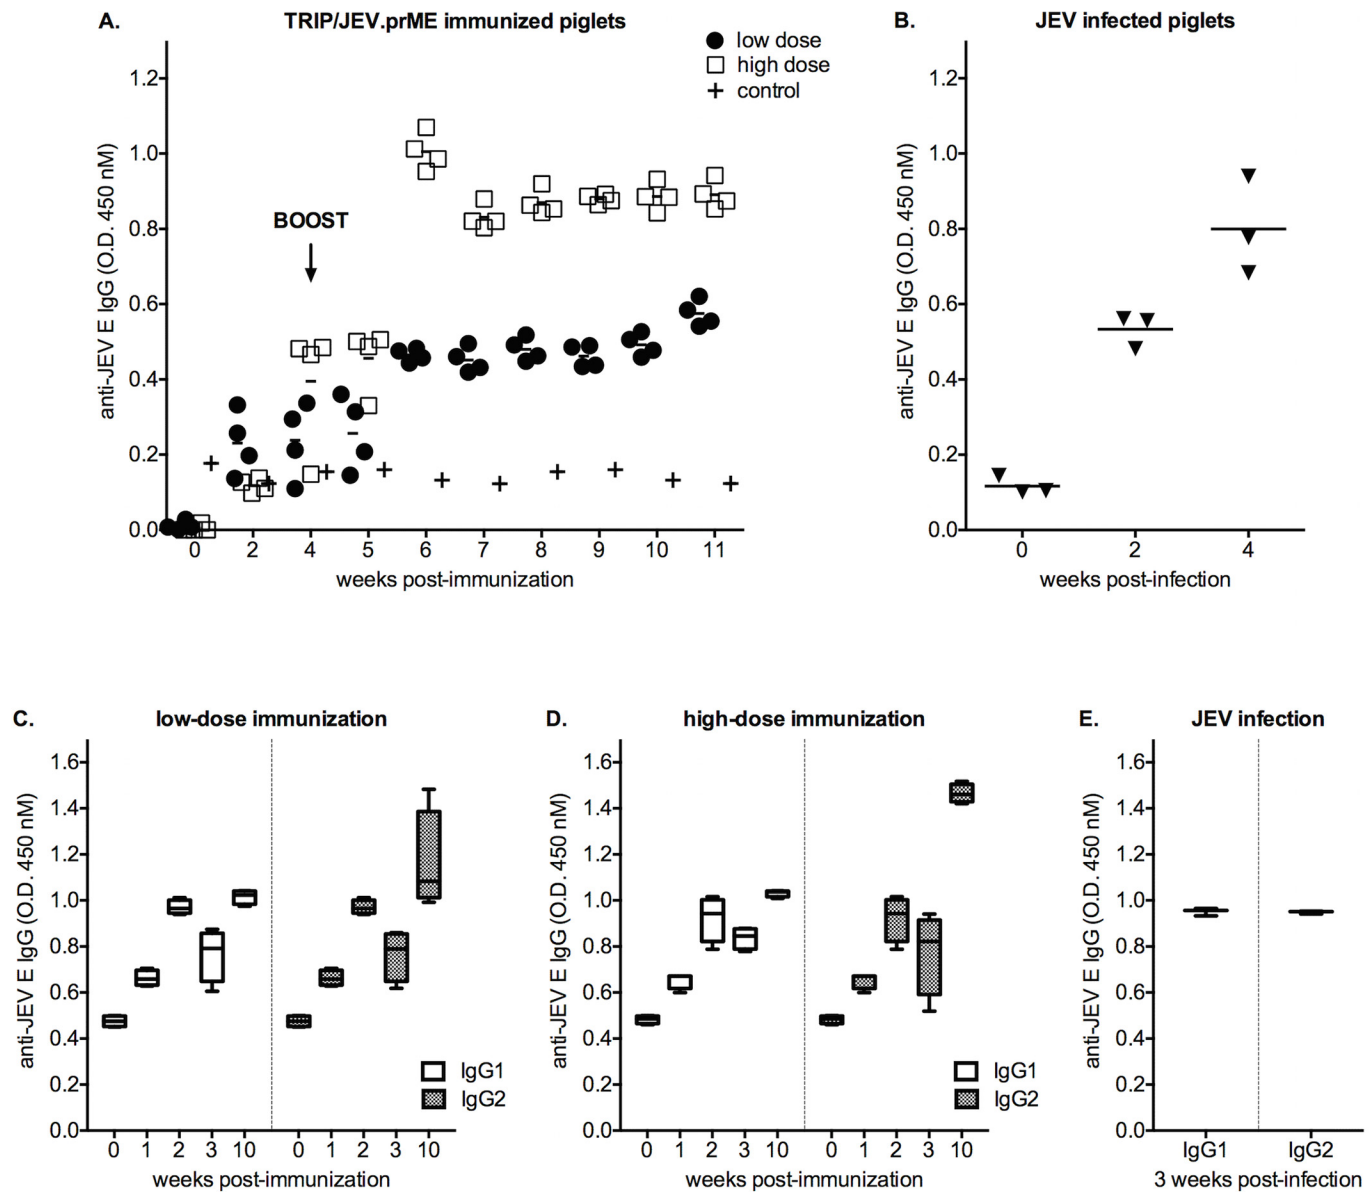 A.
TRIP/JEV.prME immunized piglets
low dose
high dose
control
anti-JEV E IgG (O.D. 450 nM)
1.2
1.0
0.8
0.6
0.4
0.2
0.0
BOOST
0 2 4 5 6 7 8 9 10 11
weeks post-immunization
B.
JEV infected piglets
anti-JEV E IgG (O.D. 450 nM)
1.2
1.0
0.8
0.6
0.4
0.2
0.0
0 2 4
weeks post-infection
C.
low-dose immunization
anti-JEV E IgG (O.D. 450 nM)
1.6
1.4
1.2
1.0
0.8
0.6
0.4
0.2
0.0
IgG1
IgG2
0 1 2 3 10 0 1 2 3 10
weeks post-immunization
D.
high-dose immunization
anti-JEV E IgG (O.D. 450 nM)
1.6
1.4
1.2
1.0
0.8
0.6
0.4
0.2
0.0
IgG1
IgG2
0 1 2 3 10 0 1 2 3 10
weeks post-immunization
E.
JEV infection
anti-JEV E IgG (O.D. 450 nM)
1.6
1.4
1.2
1.0
0.8
0.6
0.4
0.2
0.0
IgG1 IgG2
3 weeks post-infection